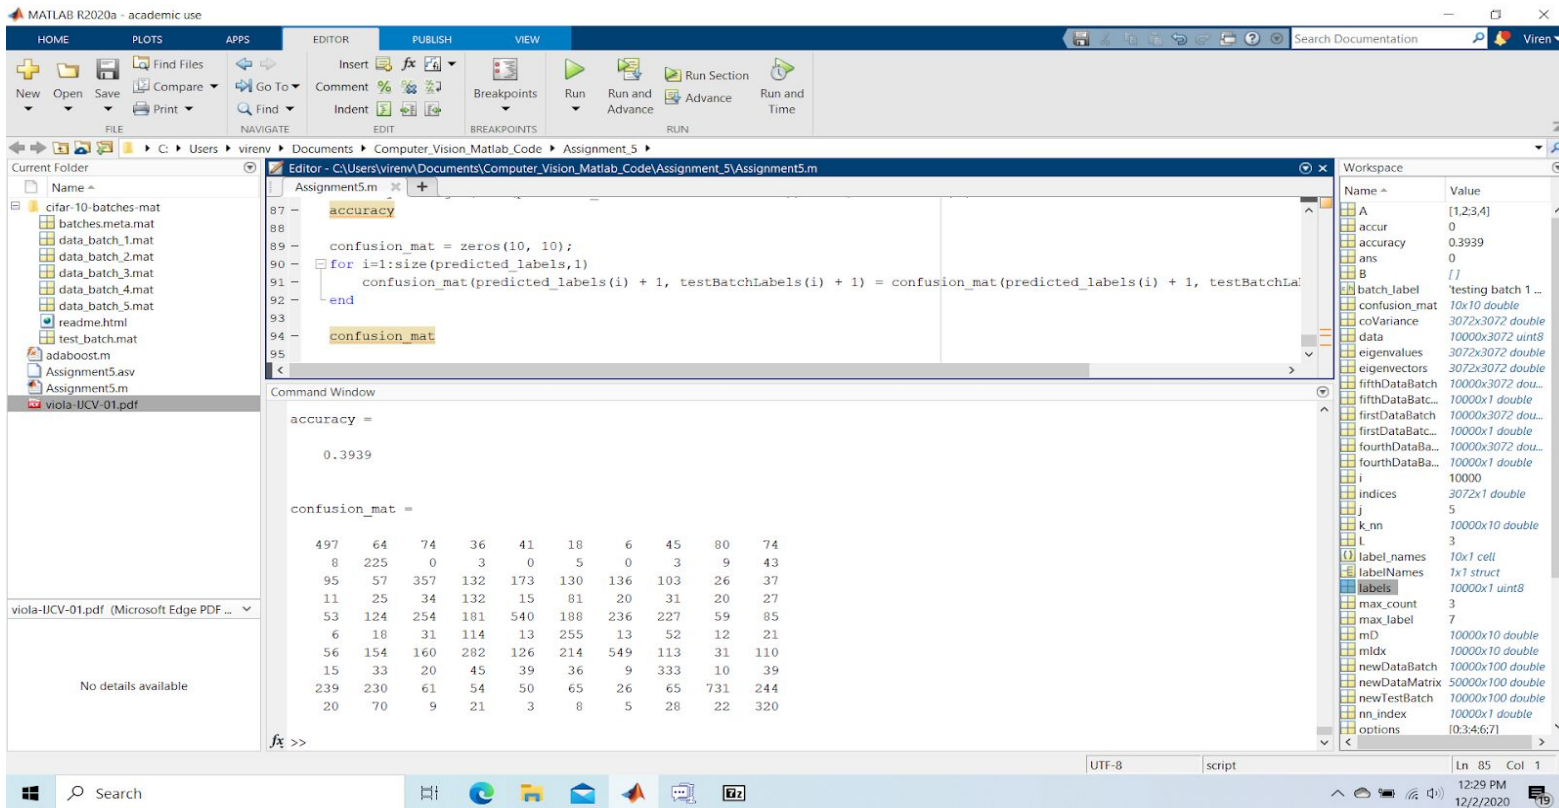 MATLAB R2020a - academic use
HOME PLOTS APPS EDITOR PUBLISH VIEW Search Documentation Viren
New Open Save Find Files Compare Print
FILE
Go To Find
NAVIGATE
Insert fx Comment % Indent
EDIT
Breakpoints
BREAKPOINTS
Run Run and Advance Run Section Advance Run and Time
RUN
C: Users virenv Documents Computer_Vision_Matlab_Code Assignment_5
Current Folder
Name
cifar-10-batches-mat
batches.meta.mat
data_batch_1.mat
data_batch_2.mat
data_batch_3.mat
data_batch_4.mat
data_batch_5.mat
readme.html
test_batch.mat
adaboost.m
Assignment5.asv
Assignment5.m
viola-IJCV-01.pdf
viola-IJCV-01.pdf (Microsoft Edge PDF ...
No details available
Editor - C:\Users\virenv\Documents\Computer_Vision_Matlab_Code\Assignment_5\Assignment5.m
Assignment5.m
87 - accuracy
88
89 - confusion_mat = zeros(10, 10);
90 - for i=1:size(predicted_labels,1)
91 - confusion_mat(predicted_labels(i) + 1, testBatchLabels(i) + 1) = confusion_mat(predicted_labels(i) + 1, testBatchLa
92 - end
93
94 - confusion_mat
95
Command Window
accuracy =
0.3939
confusion_mat =
497 64 74 36 41 18 6 45 80 74
8 225 0 3 0 5 0 3 9 43
95 57 357 132 173 130 136 103 26 37
11 25 34 132 15 81 20 31 20 27
53 124 254 181 540 188 236 227 59 85
6 18 31 114 13 255 13 52 12 21
56 154 160 282 126 214 549 113 31 110
15 33 20 45 39 36 9 333 10 39
239 230 61 54 50 65 26 65 731 244
20 70 9 21 3 8 5 28 22 320
fx >>
Workspace
Name Value
A [1,2;3,4]
accur 0
accuracy 0.3939
ans 0
B []
batch_label 'testing batch 1 ...
confusion_mat 10x10 double
coVariance 3072x3072 double
data 10000x3072 uint8
eigenvalues 3072x3072 double
eigenvectors 3072x3072 double
fifthDataBatch 10000x3072 dou...
fifthDataBatc... 10000x1 double
firstDataBatch 10000x3072 dou...
firstDataBatc... 10000x1 double
fourthDataBa... 10000x3072 dou...
fourthDataBa... 10000x1 double
i 10000
indices 3072x1 double
j 5
k_nn 10000x10 double
L 3
label_names 10x1 cell
labelNames 1x1 struct
labels 10000x1 uint8
max_count 3
max_label 7
mD 10000x10 double
mIdx 10000x10 double
newDataBatch 10000x100 double
newDataMatrix 50000x100 double
newTestBatch 10000x100 double
nn_index 10000x1 double
options [0;3;4;6;7]
UTF-8 script Ln 85 Col 1
Search
12:29 PM
12/2/2020
19